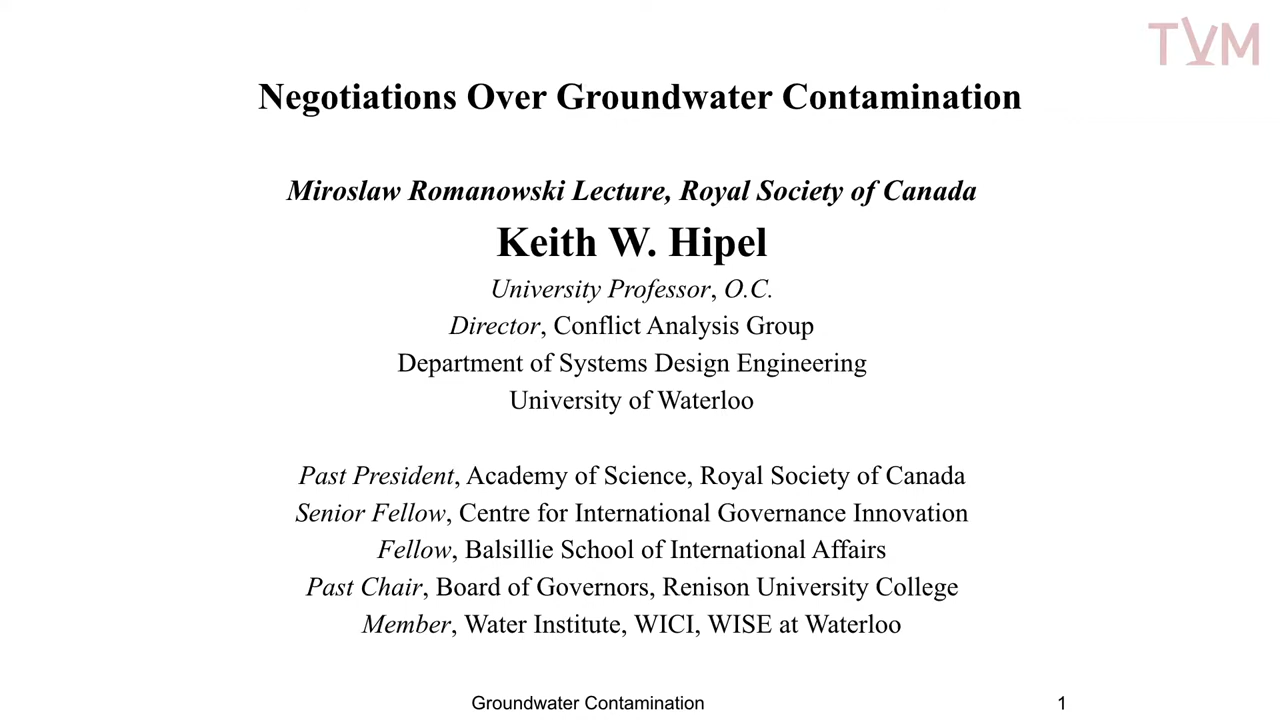 TVM
Negotiations Over Groundwater Contamination
Miroslaw Romanowski Lecture, Royal Society of Canada
Keith W. Hipel
University Professor, O.C.
Director, Conflict Analysis Group
Department of Systems Design Engineering
University of Waterloo
Past President, Academy of Science, Royal Society of Canada
Senior Fellow, Centre for International Governance Innovation
Fellow, Balsillie School of International Affairs
Past Chair, Board of Governors, Renison University College
Member, Water Institute, WICI, WISE at Waterloo
Groundwater Contamination 1